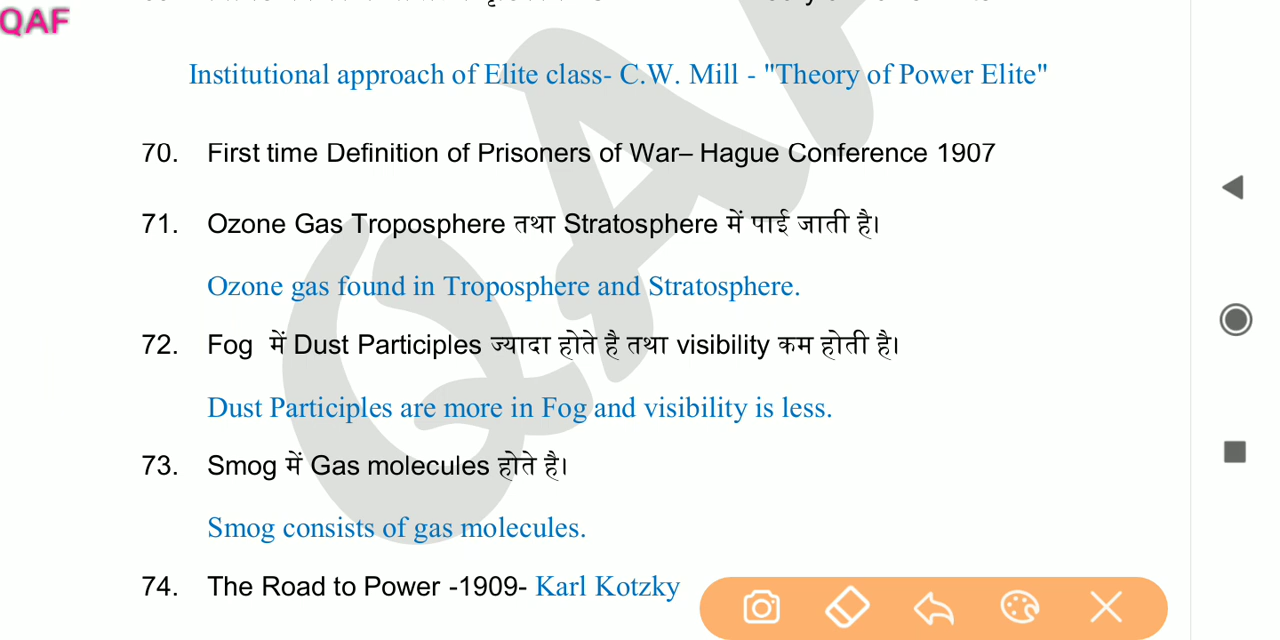 QAF
Institutional approach of Elite class- C.W. Mill - "Theory of Power Elite"
70. First time Definition of Prisoners of War– Hague Conference 1907
71. Ozone Gas Troposphere तथा Stratosphere में पाई जाती है।
Ozone gas found in Troposphere and Stratosphere.
72. Fog में Dust Participles ज्यादा होते है तथा visibility कम होती है।
Dust Participles are more in Fog and visibility is less.
73. Smog में Gas molecules होते है।
Smog consists of gas molecules.
74. The Road to Power -1909- Karl Kotzky